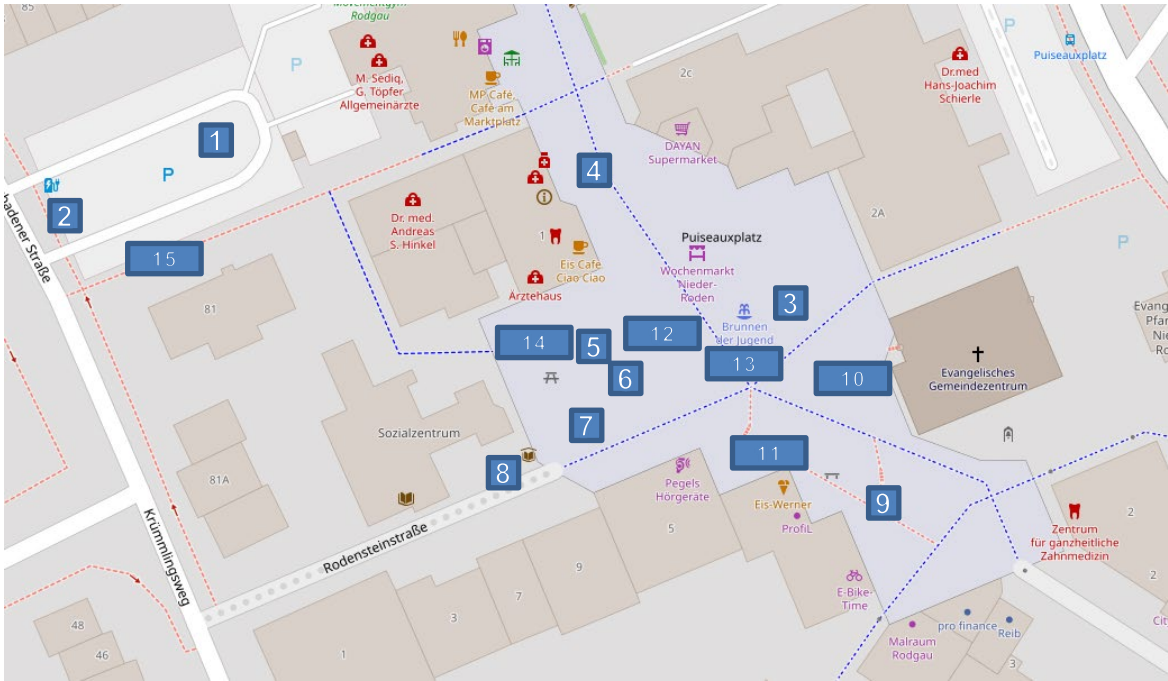 85
Movementgym
Rodgau
P
M. Sedig,
G. Töpfer
Allgemeinärzte
MP Café,
Café am
Marktplatz
2c
DAYAN
Supermarket
Dr.med
Hans-Joachim
Schierle
P
Puiseauxplatz
1
P
2
15
4
Dr. med.
Andreas
S. Hinkel
i
1
Eis Café
Ciao Ciao
Ärztehaus
Puiseauxplatz
Wochenmarkt
Nieder-
Roden
2A
P
81
3
Brunnen
der Jugend
14
5
12
13
6
10
Evangelisches
Gemeindezentrum
7
Sozialzentrum
8
81A
11
Pegels
Hörgeräte
Eis-Werner
ProfiL
9
5
Zentrum
für ganzheitliche
Zahnmedizin
2
2
Krümmlingsweg
Rodensteinstraße
9
7
3
1
E-Bike-
Time
pro finance
Reib
Malraum
Rodgau
3
48
46